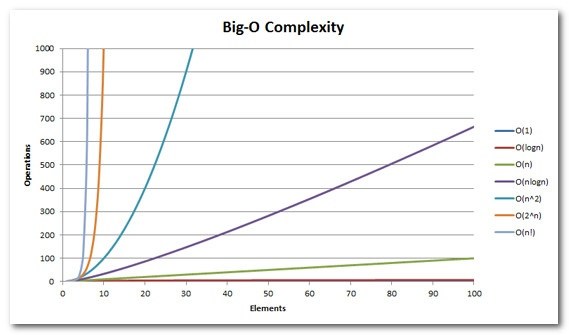 Big-O Complexity
1000
900
800
700
600
500
400
300
200
100
0
Operations
0 10 20 30 40 50 60 70 80 90 100
Elements
O(1)
O(logn)
O(n)
O(nlogn)
O(n^2)
O(2^n)
O(n!)